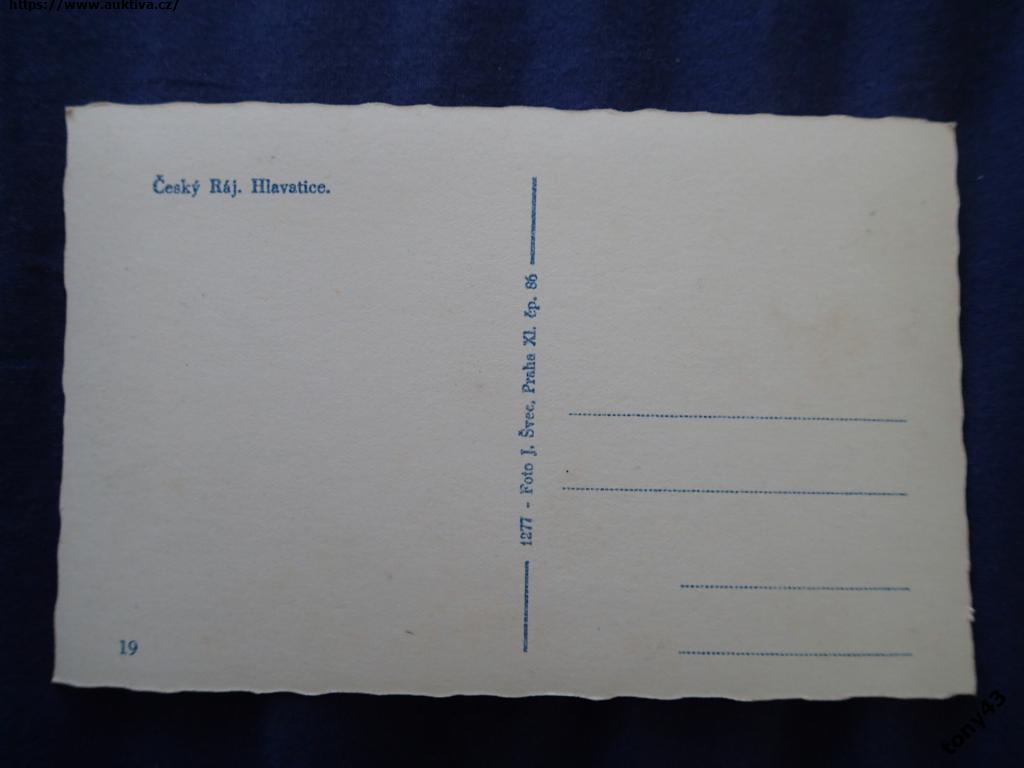 https://www.auktiva.cz/
Český Ráj. Hlavatice.
1277 - Foto J. Švec, Praha XI. čp. 86
19
tony43